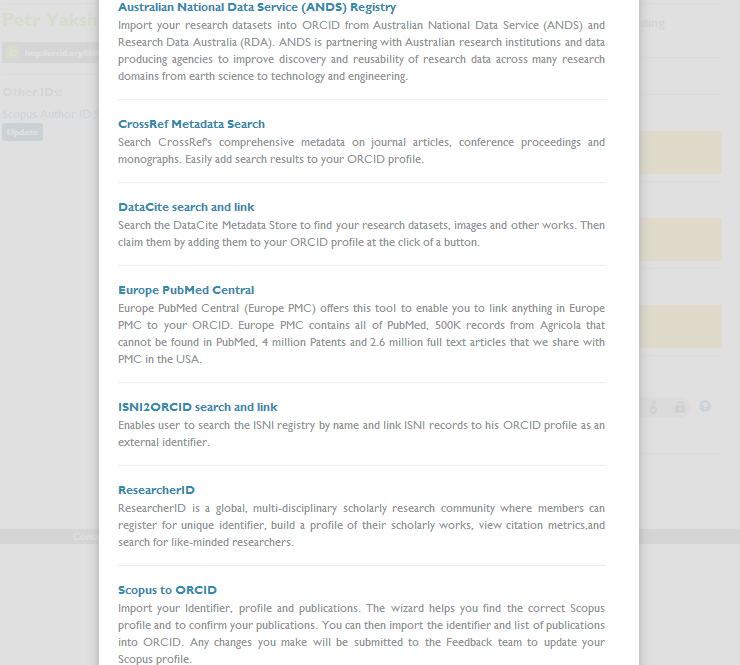 Australian National Data Service (ANDS) Registry
Import your research datasets into ORCID from Australian National Data Service (ANDS) and
Research Data Australia (RDA). ANDS is partnering with Australian research institutions and data
producing agencies to improve discovery and reusability of research data across many research
domains from earth science to technology and engineering.
CrossRef Metadata Search
Search CrossRef's comprehensive metadata on journal articles, conference proceedings and
monographs. Easily add search results to your ORCID profile.
DataCite search and link
Search the DataCite Metadata Store to find your research datasets, images and other works. Then
claim them by adding them to your ORCID profile at the click of a button.
Europe PubMed Central
Europe PubMed Central (Europe PMC) offers this tool to enable you to link anything in Europe
PMC to your ORCID. Europe PMC contains all of PubMed, 500K records from Agricola that
cannot be found in PubMed, 4 million Patents and 2.6 million full text articles that we share with
PMC in the USA.
ISNI2ORCID search and link
Enables user to search the ISNI registry by name and link ISNI records to his ORCID profile as an
external identifier.
ResearcherID
ResearcherID is a global, multi-disciplinary scholarly research community where members can
register for unique identifier, build a profile of their scholarly works, view citation metrics,and
search for like-minded researchers.
Scopus to ORCID
Import your Identifier, profile and publications. The wizard helps you find the correct Scopus
profile and to confirm your publications. You can then import the identifier and list of publications
into ORCID. Any changes you make will be submitted to the Feedback team to update your
Scopus profile.
Petr Yaksh
Other IDs:
Scopus Author ID
Update